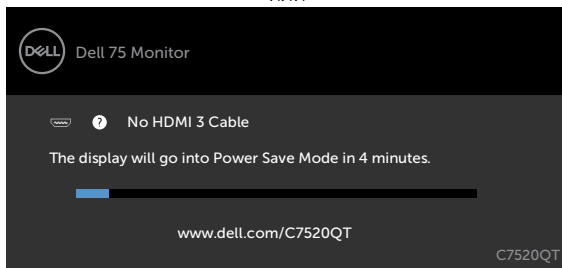 DELL Dell 75 Monitor
? No HDMI 3 Cable
The display will go into Power Save Mode in 4 minutes.
www.dell.com/C7520QT
C7520QT